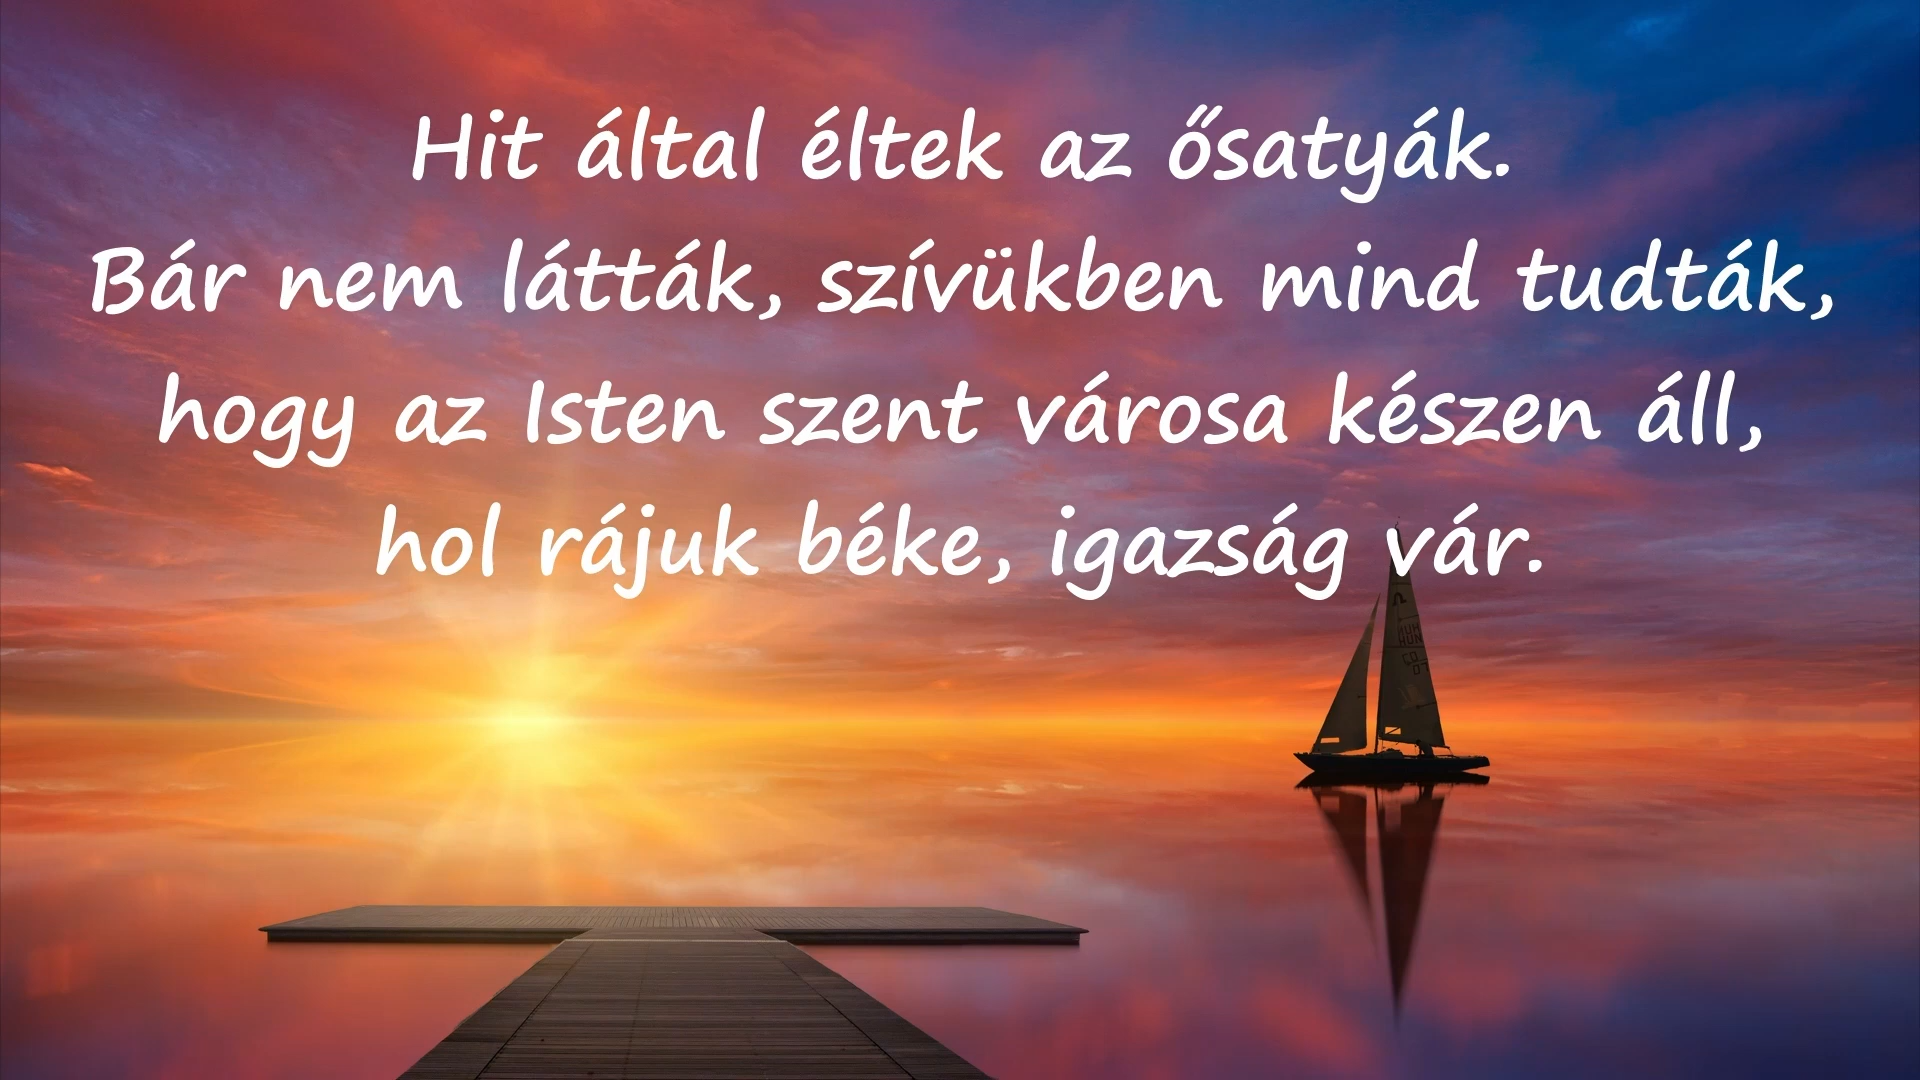 Hit által éltek az ősatyák.
Bár nem látták, szívükben mind tudták,
hogy az Isten szent városa készen áll,
hol rájuk béke, igazság vár.
HUN